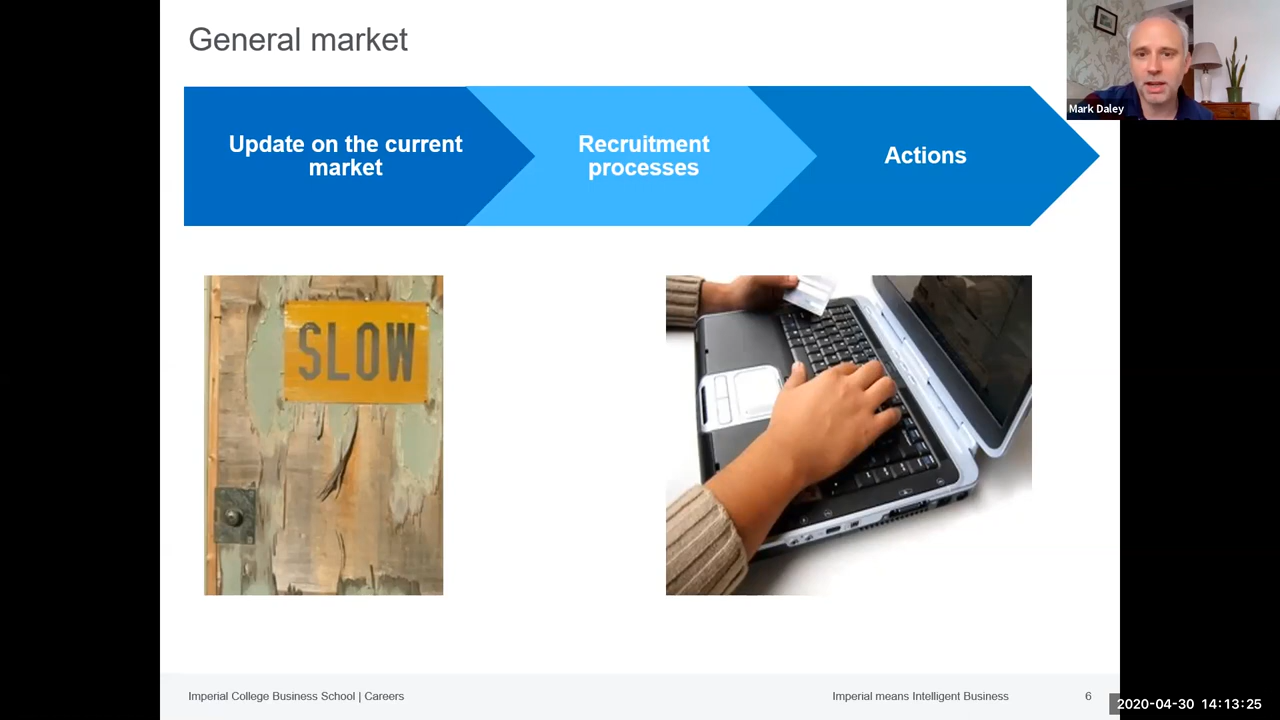 General market
Mark Daley
Update on the current
market
Recruitment
processes
Actions
SLOW
Imperial College Business School | Careers
Imperial means Intelligent Business
6
2020-04-30 14:13:25